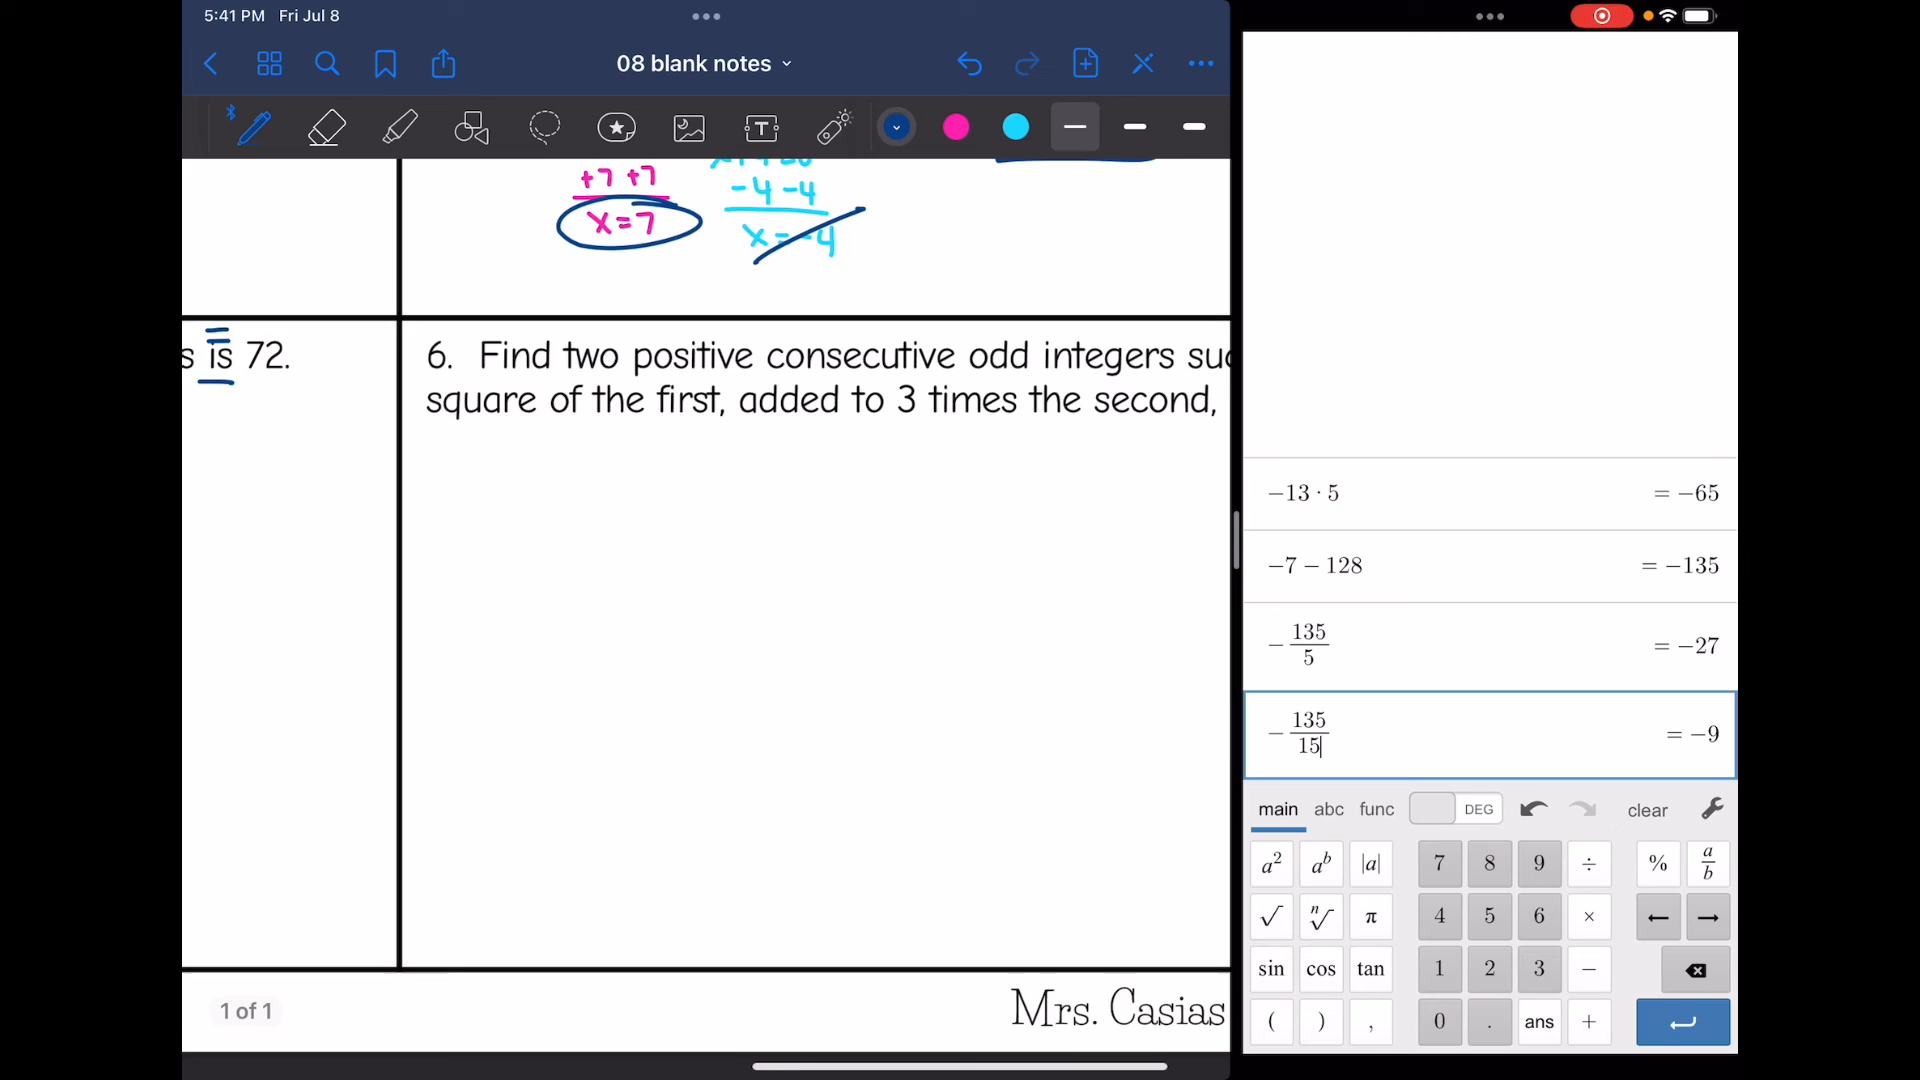 5:41 PM Fri Jul 8
08 blank notes
T
+7 +7
x = 7
-4 -4
x = -4
is 72.
6. Find two positive consecutive odd integers
square of the first, added to 3 times the second,
1 of 1
Mrs. Casias
−13 · 5 = −65
−7 − 128 = −135
− 135/5 = −27
− 135/15 = −9
main abc func DEG clear
a² aᵇ |a| 7 8 9 ÷ % a/b
√ ⁿ√ π 4 5 6 × ← →
sin cos tan 1 2 3 −
( ) , 0 . ans +